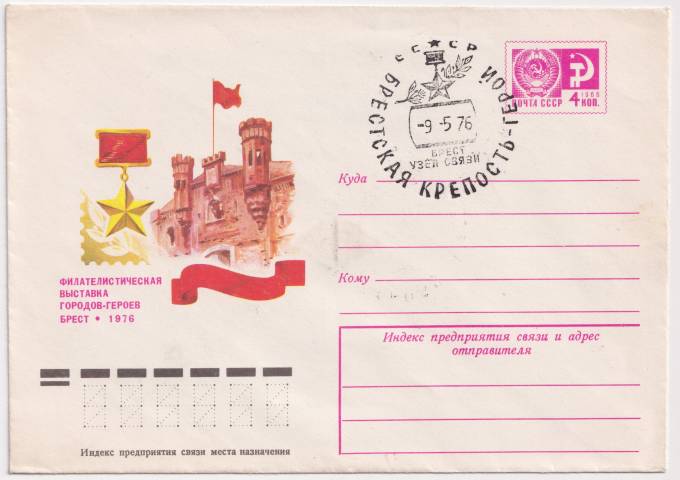 СССР
БРЕСТСКАЯ КРЕПОСТЬ-ГЕРОЙ
-9.-5 76
БРЕСТ
УЗЕЛ СВЯЗИ
ПОЧТА СССР
1966
4 КОП.
Куда
Кому
ФИЛАТЕЛИСТИЧЕСКАЯ
ВЫСТАВКА
ГОРОДОВ-ГЕРОЕВ
БРЕСТ • 1976
Индекс предприятия связи и адрес
отправителя
Индекс предприятия связи места назначения